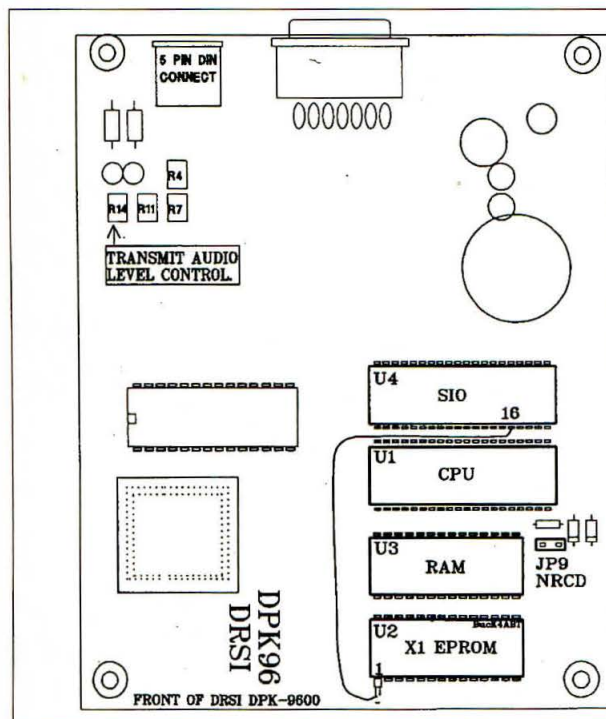 5 PIN DIN
CONNECT
R4
R14 R11 R7
TRANSMIT AUDIO
LEVEL CONTROL.
U4
SIO
16
U1
CPU
U3
RAM
JP9
NRCD
U2
BucK4ABT
X1 EPROM
1
DPK96
DRSI
FRONT OF DRSI DPK-9600